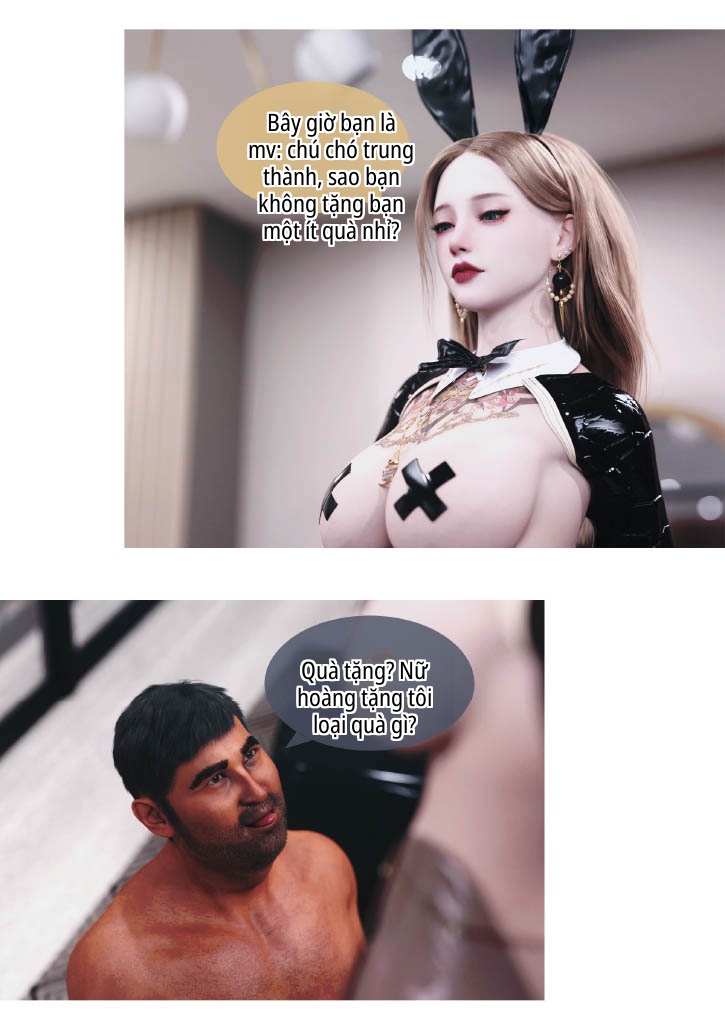 Bây giờ bạn là
mv: chú chó trung
thành, sao bạn
không tặng bạn
một ít quà nhỉ?
Quà tặng? Nữ
hoàng tặng tôi
loại quà gì?